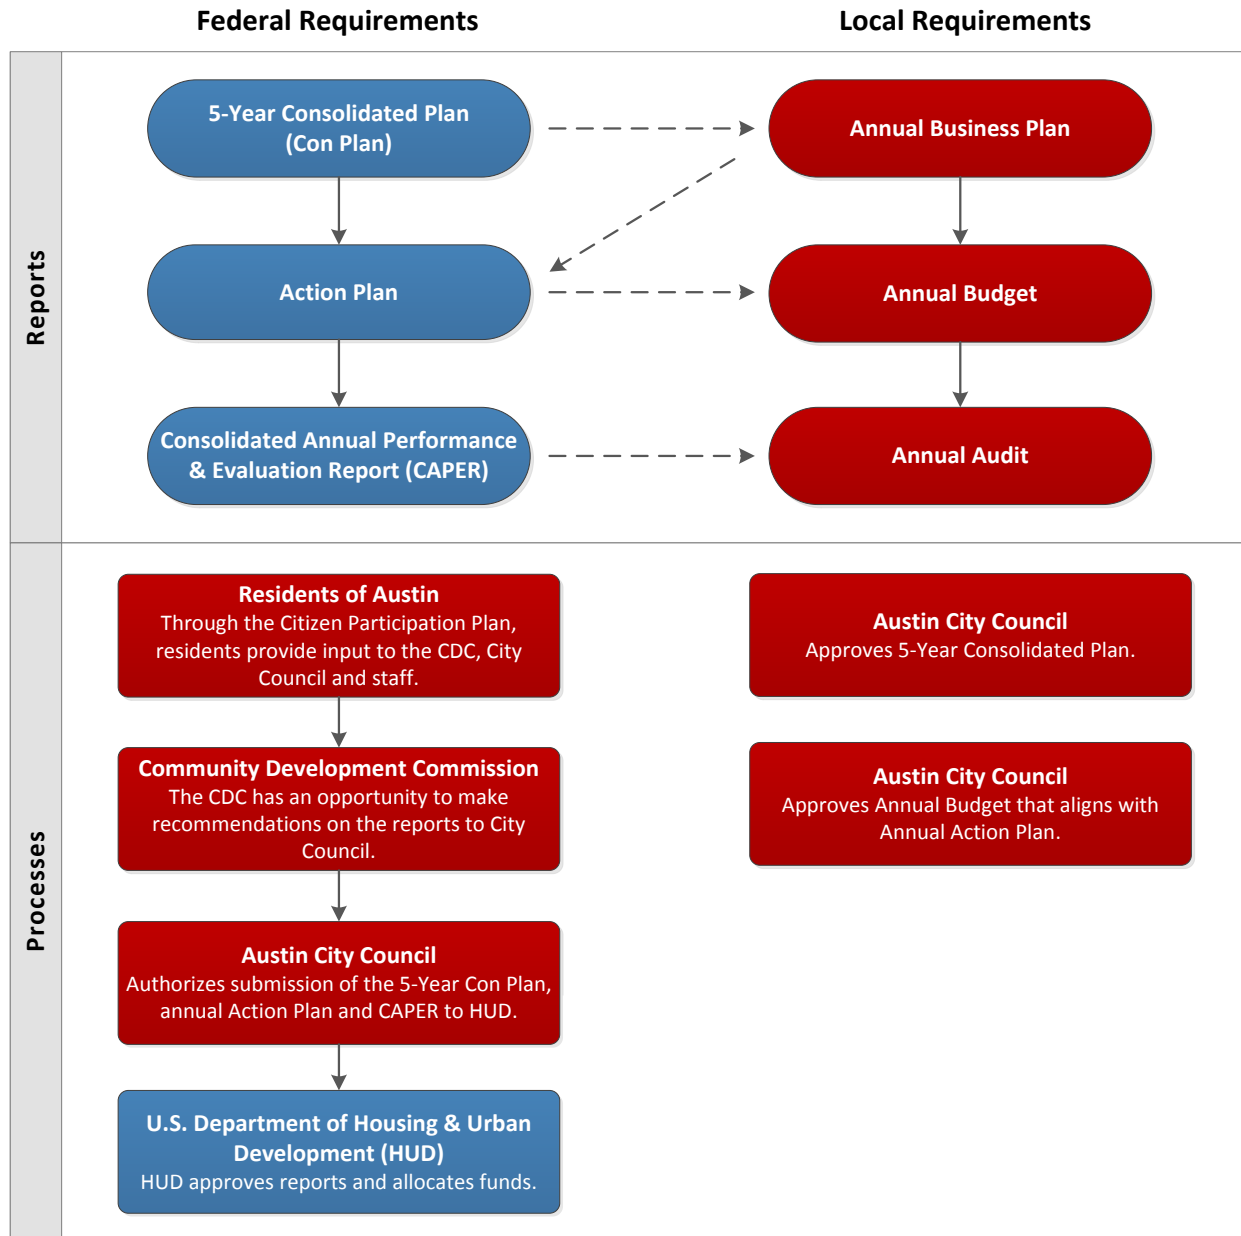 Federal Requirements
Local Requirements
Reports
5-Year Consolidated Plan
(Con Plan)
Annual Business Plan
Action Plan
Annual Budget
Consolidated Annual Performance
& Evaluation Report (CAPER)
Annual Audit
Processes
Residents of Austin
Through the Citizen Participation Plan,
residents provide input to the CDC, City
Council and staff.
Austin City Council
Approves 5-Year Consolidated Plan.
Community Development Commission
The CDC has an opportunity to make
recommendations on the reports to City
Council.
Austin City Council
Approves Annual Budget that aligns with
Annual Action Plan.
Austin City Council
Authorizes submission of the 5-Year Con Plan,
annual Action Plan and CAPER to HUD.
U.S. Department of Housing & Urban
Development (HUD)
HUD approves reports and allocates funds.